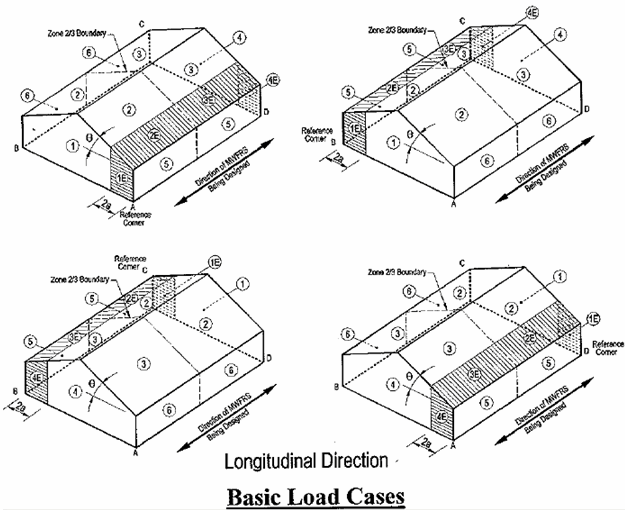 C
Zone 2/3 Boundary
6
3
4
3
4E
6
2
2
3E
D
θ
2E
5
B
1
5
1E
2a
A
Reference
Corner
Direction of MWFRS
Being Designed
C
4E
Zone 2/3 Boundary
5
3E
3
4
3
5
2E
2
2
D
Reference
Corner
1E
B
θ
1
6
6
2a
A
Direction of MWFRS
Being Designed
Reference
Corner
C
1E
Zone 2/3 Boundary
2E
2
1
5
2
5
3E
3
3
D
θ
6
B
4E
4
6
2a
A
Direction of MWFRS
Being Designed
C
Zone 2/3 Boundary
6
2
1
2
1E
6
3
3
2E
D
Reference
Corner
θ
3E
5
B
4
5
4E
2a
A
Direction of MWFRS
Being Designed
Longitudinal Direction
Basic Load Cases